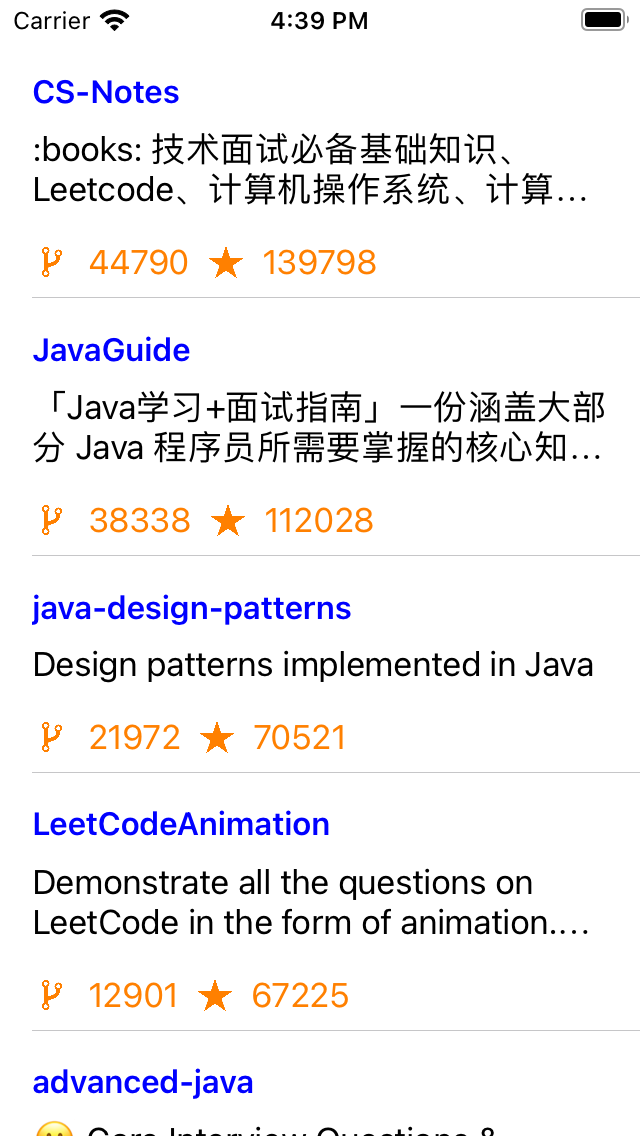 Carrier 4:39 PM
CS-Notes
:books: 技术面试必备基础知识、
Leetcode、计算机操作系统、计算…
44790 139798
JavaGuide
「Java学习+面试指南」一份涵盖大部
分 Java 程序员所需要掌握的核心知…
38338 112028
java-design-patterns
Design patterns implemented in Java
21972 70521
LeetCodeAnimation
Demonstrate all the questions on
LeetCode in the form of animation.…
12901 67225
advanced-java
😮 Core Interview Questions &